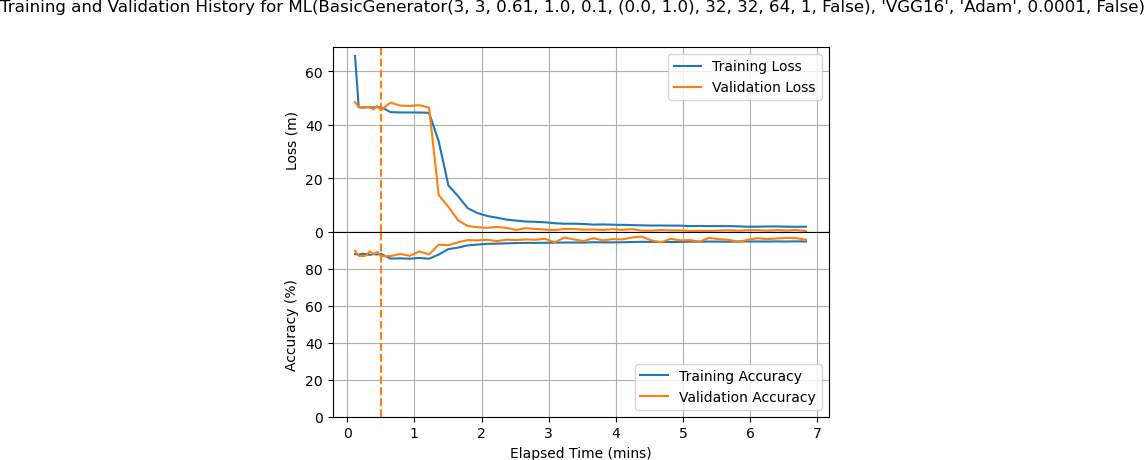 Training and Validation History for ML(BasicGenerator(3, 3, 0.61, 1.0, 0.1, (0.0, 1.0), 32, 32, 64, 1, False), 'VGG16', 'Adam', 0.0001, False)
60
40
20
0
Loss (m)
Training Loss
Validation Loss
80
60
40
20
0
Accuracy (%)
Training Accuracy
Validation Accuracy
0 1 2 3 4 5 6 7
Elapsed Time (mins)